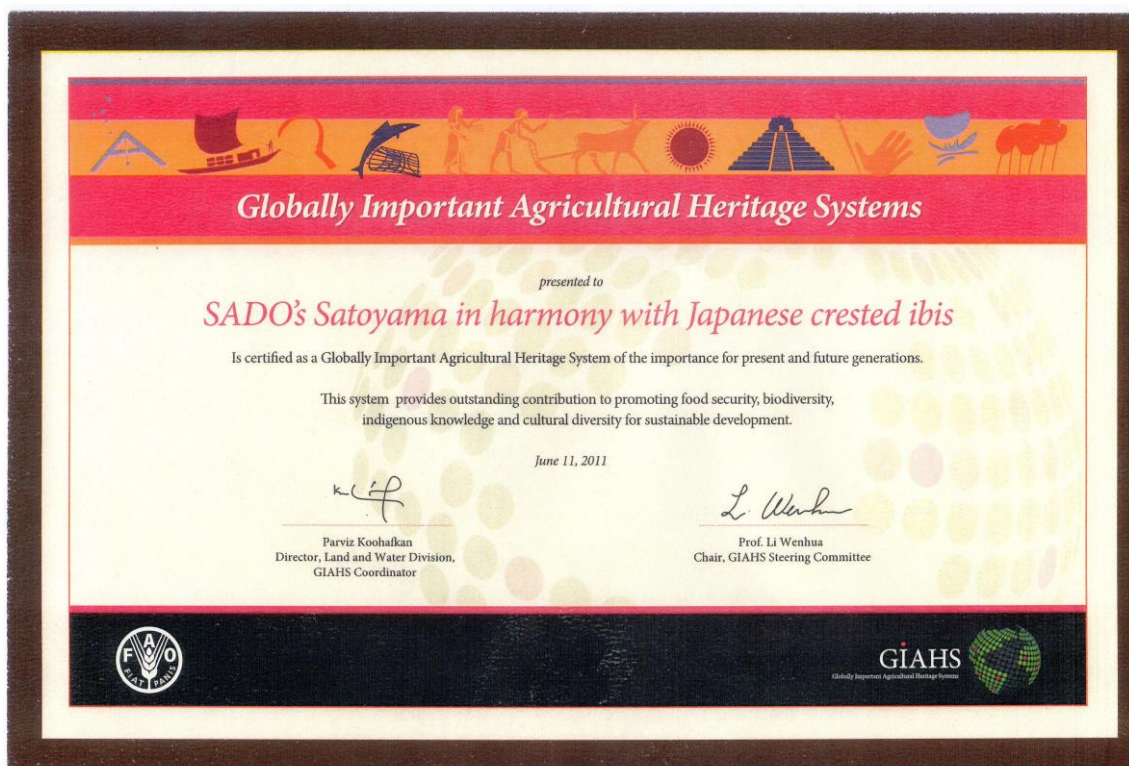 Globally Important Agricultural Heritage Systems
presented to
SADO's Satoyama in harmony with Japanese crested ibis
Is certified as a Globally Important Agricultural Heritage System of the importance for present and future generations.
This system provides outstanding contribution to promoting food security, biodiversity,
indigenous knowledge and cultural diversity for sustainable development.
June 11, 2011
L. Wenhua
Parviz Koohafkan
Director, Land and Water Division,
GIAHS Coordinator
Prof. Li Wenhua
Chair, GIAHS Steering Committee
FAO
FIAT PANIS
GIAHS
Globally Important Agricultural Heritage Systems